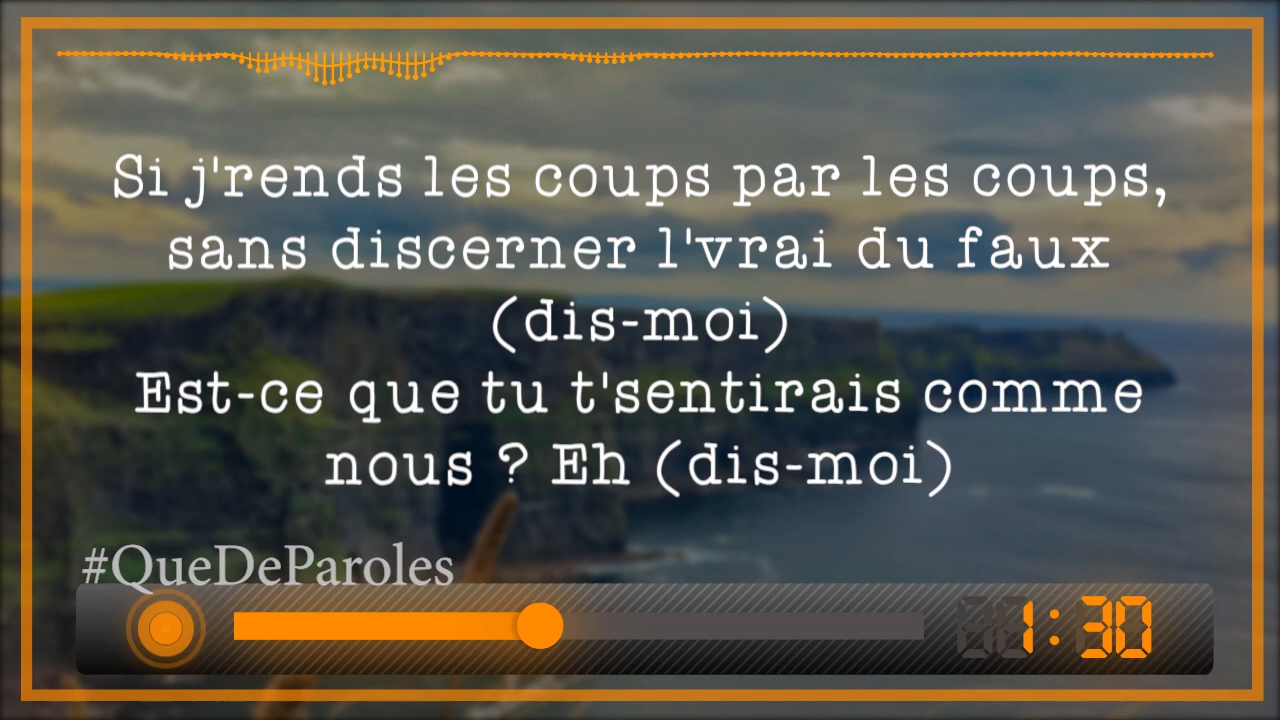 Si j'rends les coups par les coups,
sans discerner l'vrai du faux
(dis-moi)
Est-ce que tu t'sentirais comme
nous ? Eh (dis-moi)
#QueDeParoles
1:30